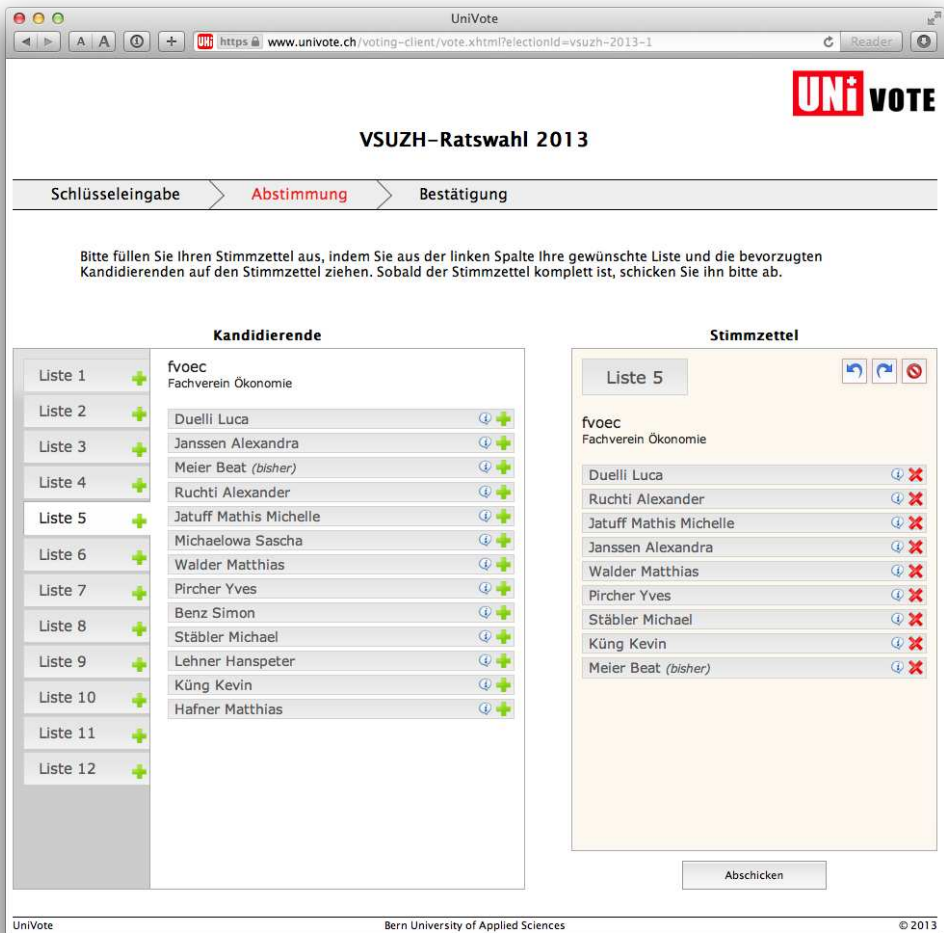 UniVote
A A + UNi https www.univote.ch/voting-client/vote.xhtml?electionId=vsuzh-2013-1 Reader
UNi VOTE
VSUZH-Ratswahl 2013
Schlüsseleingabe Abstimmung Bestätigung
Bitte füllen Sie Ihren Stimmzettel aus, indem Sie aus der linken Spalte Ihre gewünschte Liste und die bevorzugten
Kandidierenden auf den Stimmzettel ziehen. Sobald der Stimmzettel komplett ist, schicken Sie ihn bitte ab.
Kandidierende
Liste 1
Liste 2
Liste 3
Liste 4
Liste 5
Liste 6
Liste 7
Liste 8
Liste 9
Liste 10
Liste 11
Liste 12
fvoec
Fachverein Ökonomie
Duelli Luca
Janssen Alexandra
Meier Beat (bisher)
Ruchti Alexander
Jatuff Mathis Michelle
Michaelowa Sascha
Walder Matthias
Pircher Yves
Benz Simon
Stäbler Michael
Lehner Hanspeter
Küng Kevin
Hafner Matthias
Stimmzettel
Liste 5
fvoec
Fachverein Ökonomie
Duelli Luca
Ruchti Alexander
Jatuff Mathis Michelle
Janssen Alexandra
Walder Matthias
Pircher Yves
Stäbler Michael
Küng Kevin
Meier Beat (bisher)
Abschicken
UniVote Bern University of Applied Sciences © 2013